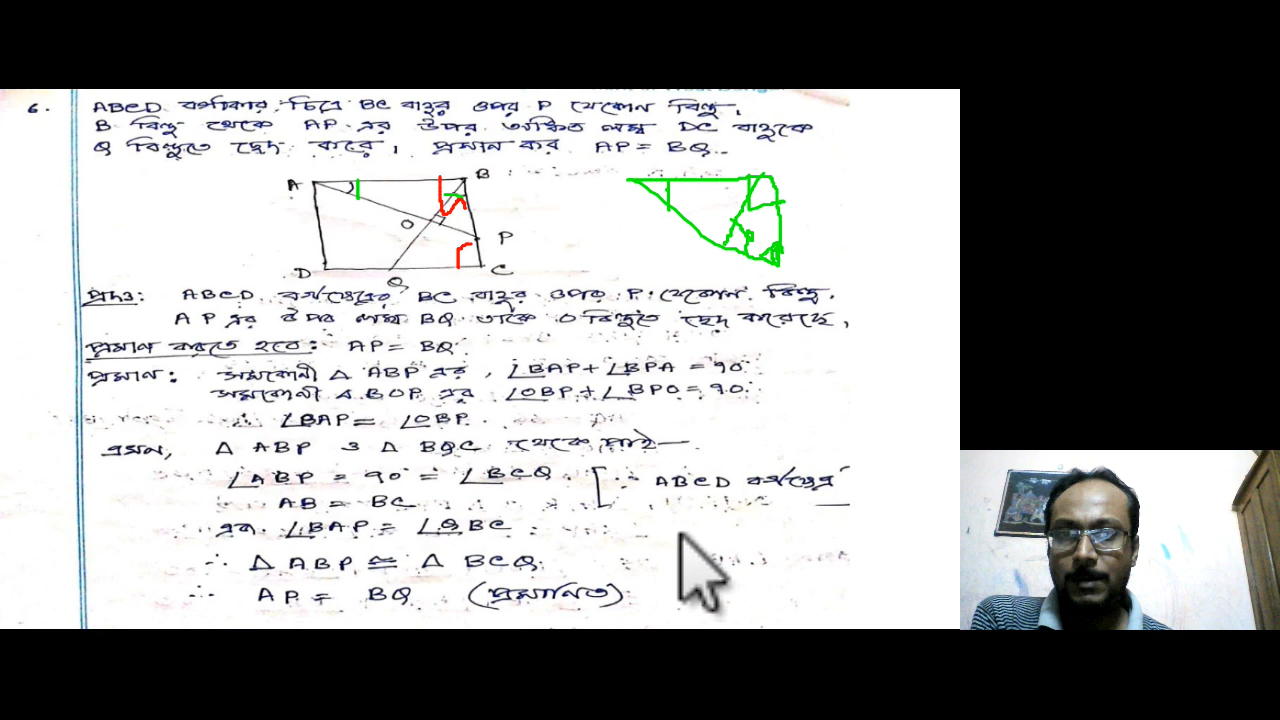 6. ABCD বর্গাকার চিত্রে BC বাহুর ওপর P যেকোন বিন্দু,
B বিন্দু থেকে AP এর উপর অঙ্কিত লম্ব DC বাহুকে
Q বিন্দুতে ছেদ করে, প্রমান কর AP = BQ.
A B
O P
D Q C
প্রদত্ত: ABCD বর্গক্ষেত্রের BC বাহুর ওপর P যেকোন বিন্দু,
AP এর উপর লম্ব BQ তাকে O বিন্দুতে ছেদ করেছে,
প্রমান করতে হবে: AP = BQ
প্রমান: সমকোনী △ ABP এর, ∠BAP + ∠BPA = 90°
সমকোনী △ BOP এর ∠OBP + ∠BPO = 90°
∴ ∠BAP = ∠OBP.
এখন, △ ABP ও △ BQC থেকে পাই—
∠ABP = 90° = ∠BCQ. [∵ ABCD বর্গক্ষেত্র
AB = BC
এবং ∠BAP = ∠QBC
∴ △ ABP ≅ △ BCQ
∴ AP = BQ (প্রমানিত)